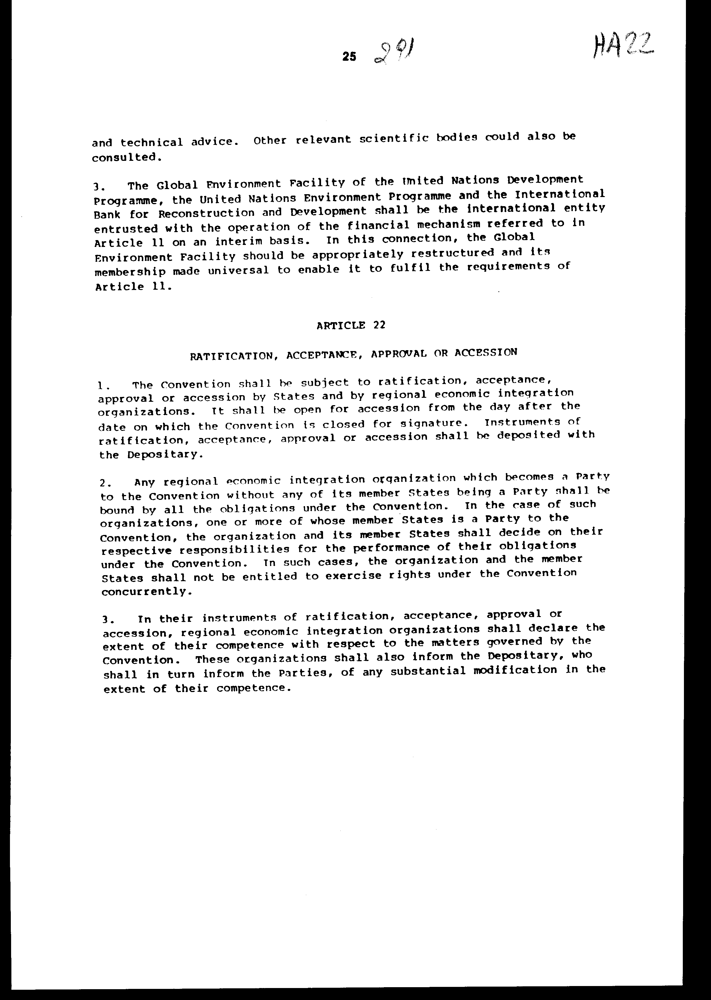 25 291 HA22
and technical advice. Other relevant scientific bodies could also be
consulted.
3. The Global Environment Facility of the United Nations Development
Programme, the United Nations Environment Programme and the International
Bank for Reconstruction and Development shall be the international entity
entrusted with the operation of the financial mechanism referred to in
Article 11 on an interim basis. In this connection, the Global
Environment Facility should be appropriately restructured and its
membership made universal to enable it to fulfil the requirements of
Article 11.
ARTICLE 22
RATIFICATION, ACCEPTANCE, APPROVAL OR ACCESSION
1. The Convention shall be subject to ratification, acceptance,
approval or accession by States and by regional economic integration
organizations. It shall be open for accession from the day after the
date on which the Convention is closed for signature. Instruments of
ratification, acceptance, approval or accession shall be deposited with
the Depositary.
2. Any regional economic integration organization which becomes a Party
to the Convention without any of its member States being a Party shall be
bound by all the obligations under the Convention. In the case of such
organizations, one or more of whose member States is a Party to the
Convention, the organization and its member States shall decide on their
respective responsibilities for the performance of their obligations
under the Convention. In such cases, the organization and the member
States shall not be entitled to exercise rights under the Convention
concurrently.
3. In their instruments of ratification, acceptance, approval or
accession, regional economic integration organizations shall declare the
extent of their competence with respect to the matters governed by the
Convention. These organizations shall also inform the Depositary, who
shall in turn inform the Parties, of any substantial modification in the
extent of their competence.